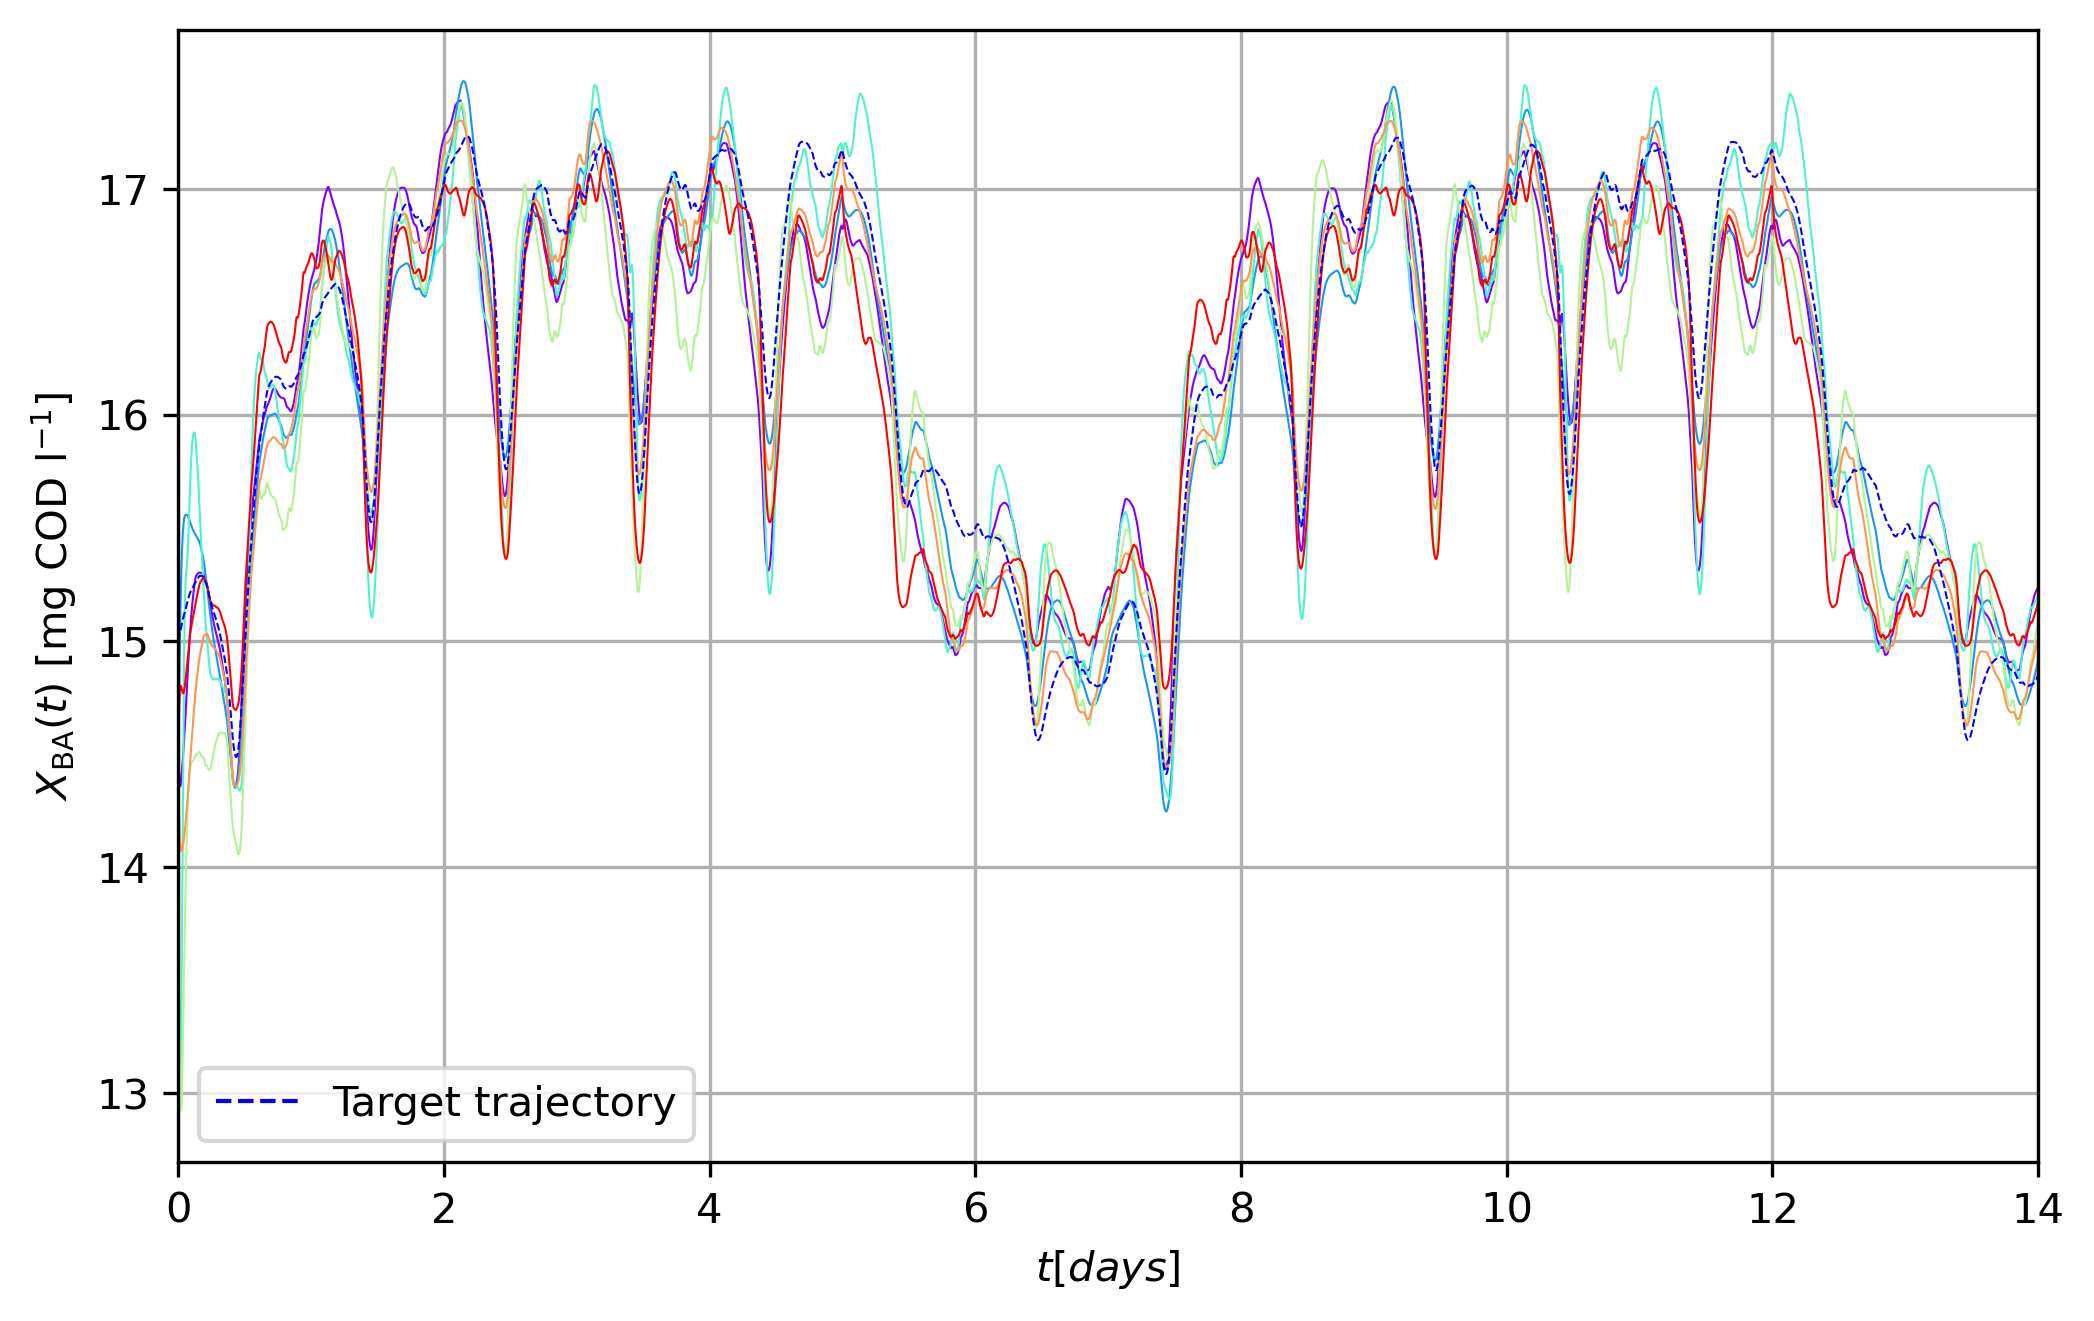 17
16
15
14
13
X_BA(t) [mg COD l⁻¹]
Target trajectory
0 2 4 6 8 10 12 14
t[days]